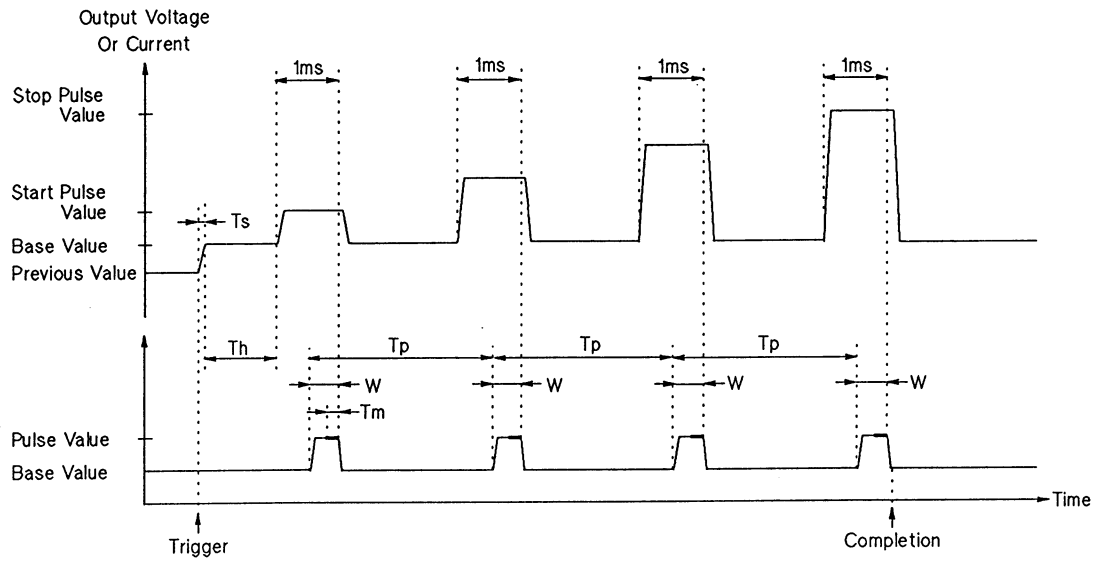 Output Voltage
Or Current
1ms
1ms
1ms
1ms
Stop Pulse
Value
Start Pulse
Value
Ts
Base Value
Previous Value
Th
Tp
Tp
Tp
W
W
W
W
Tm
Pulse Value
Base Value
Time
Trigger
Completion